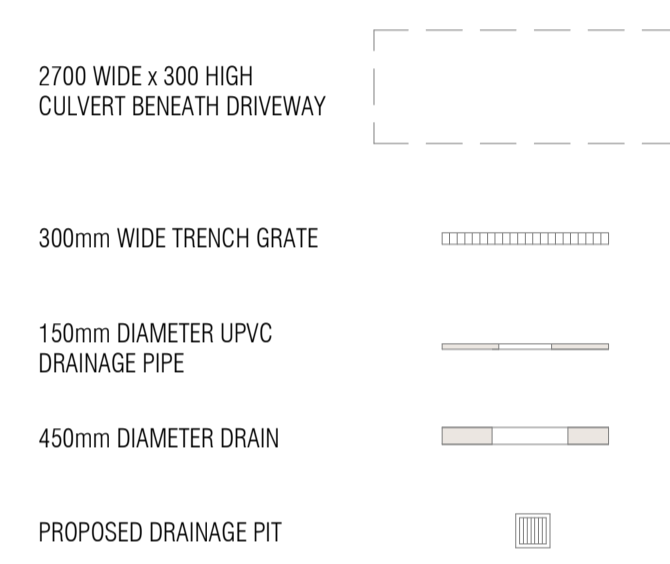 2700 WIDE x 300 HIGH
CULVERT BENEATH DRIVEWAY
300mm WIDE TRENCH GRATE
150mm DIAMETER UPVC
DRAINAGE PIPE
450mm DIAMETER DRAIN
PROPOSED DRAINAGE PIT